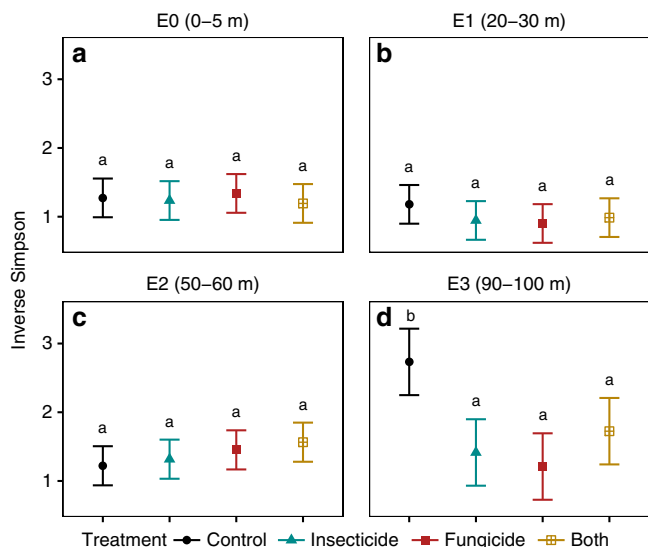 E0 (0–5 m)
E1 (20–30 m)
a
b
3
2
1
a a a a
a a a a
Inverse Simpson
E2 (50–60 m)
E3 (90–100 m)
c
d
3
2
1
a a a a
b a a a
Treatment Control Insecticide Fungicide Both